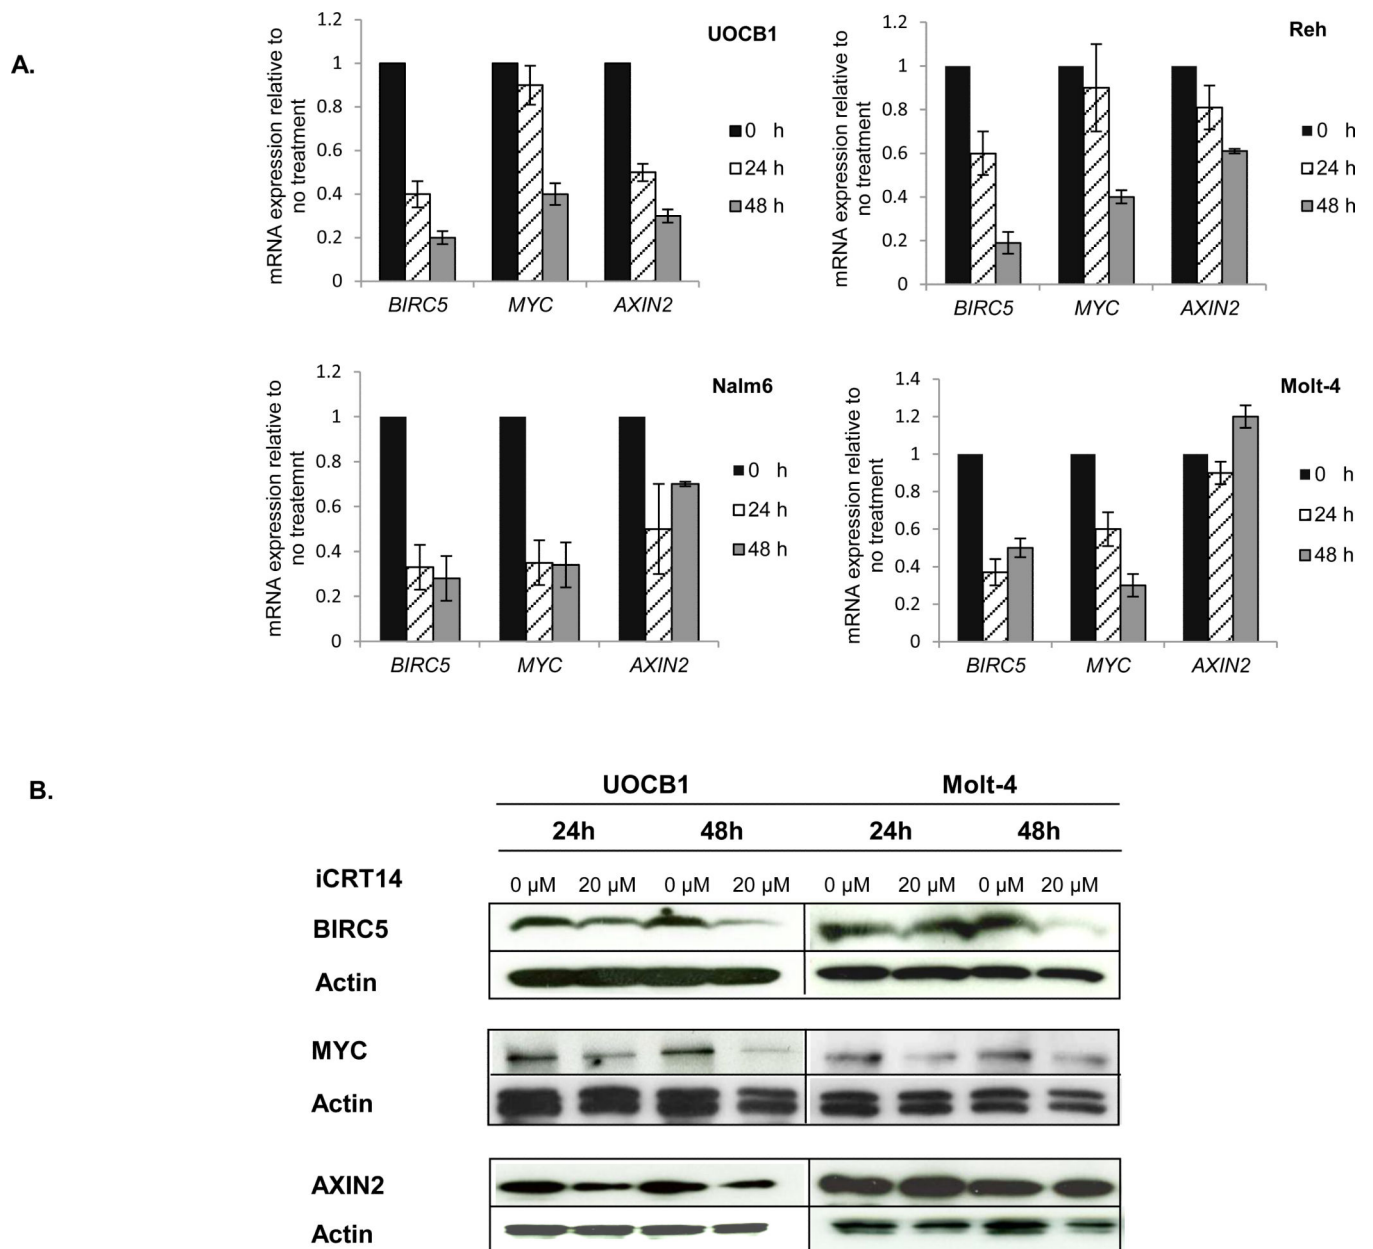 A.
UOCB1
mRNA expression relative to
no treatment
1.2
1
0.8
0.6
0.4
0.2
0
BIRC5 MYC AXIN2
0 h
24 h
48 h
Reh
mRNA expression relative to
no treatment
1.2
1
0.8
0.6
0.4
0.2
0
BIRC5 MYC AXIN2
0 h
24 h
48 h
Nalm6
mRNA expression relative to
no treatemnt
1.2
1
0.8
0.6
0.4
0.2
0
BIRC5 MYC AXIN2
0 h
24 h
48 h
Molt-4
mRNA expression relative to
no treatment
1.4
1.2
1
0.8
0.6
0.4
0.2
0
BIRC5 MYC AXIN2
0 h
24 h
48 h
B.
UOCB1 Molt-4
24h 48h 24h 48h
iCRT14 0 µM 20 µM 0 µM 20 µM 0 µM 20 µM 0 µM 20 µM
BIRC5
Actin
MYC
Actin
AXIN2
Actin